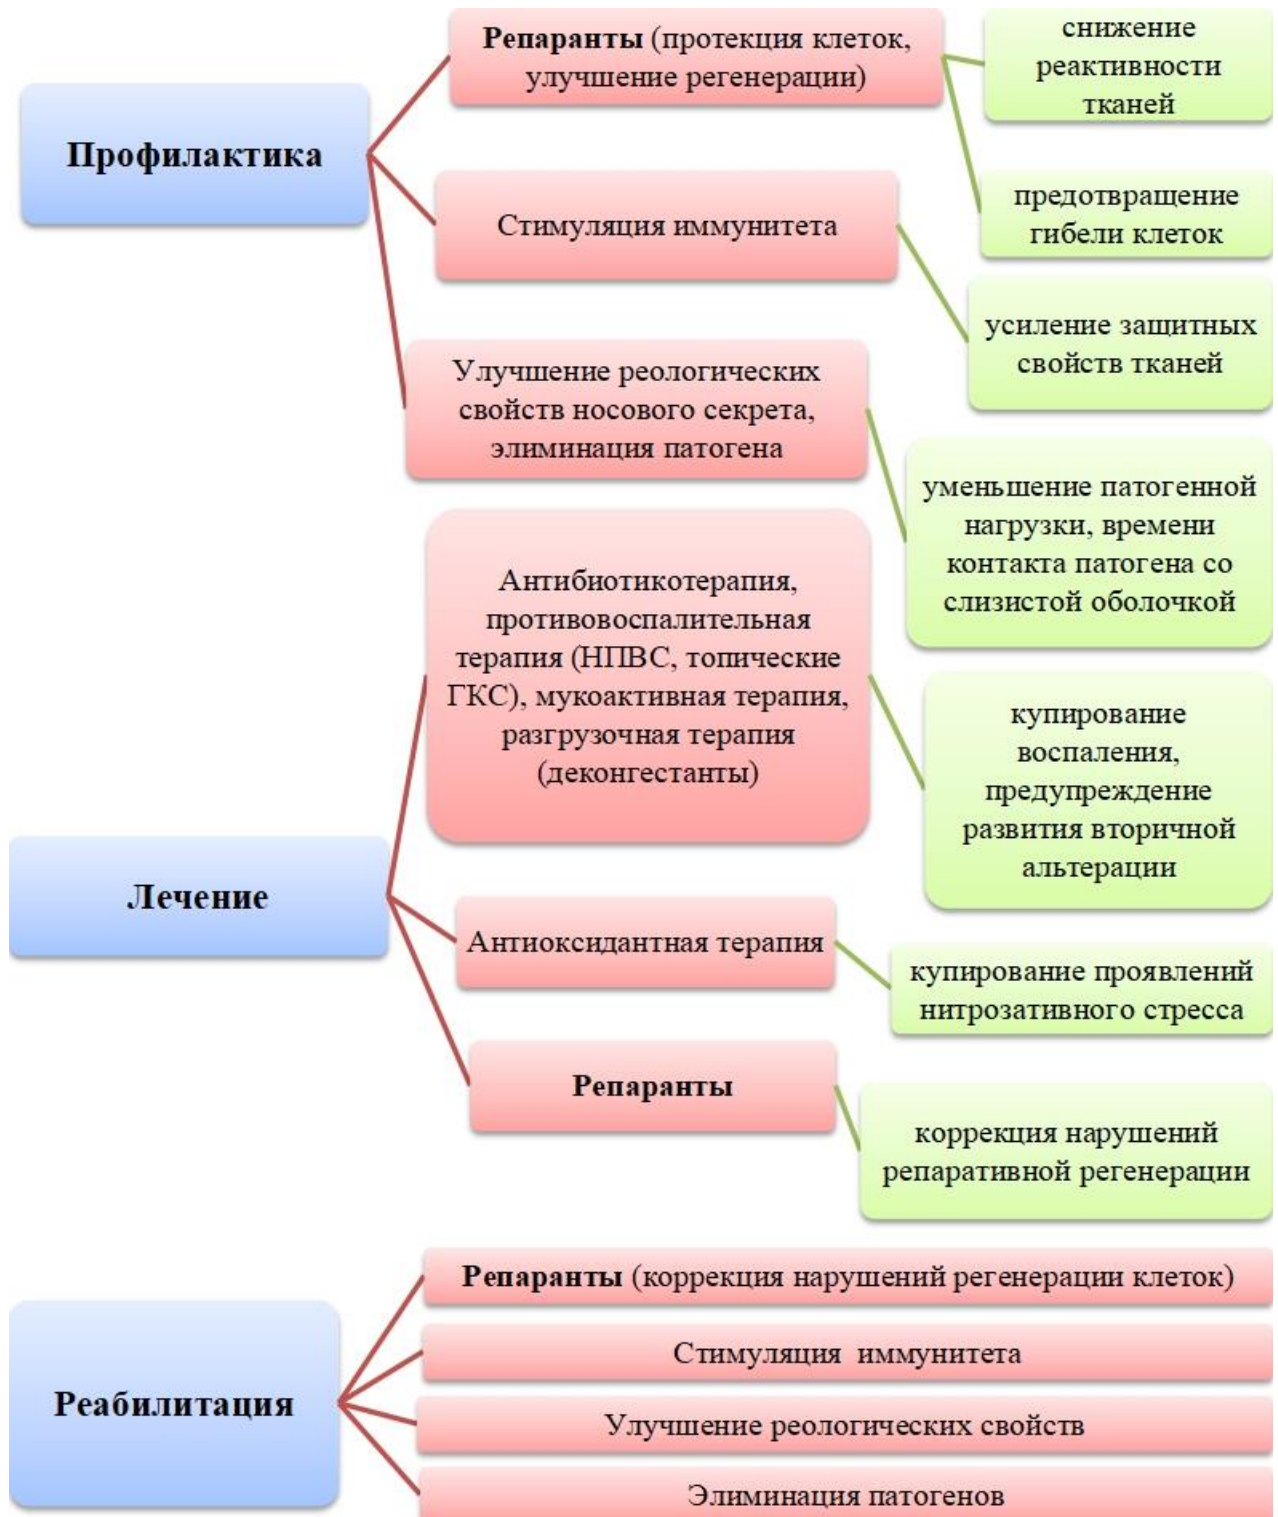 Профилактика
Репаранты (протекция клеток,
улучшение регенерации)
снижение
реактивности
тканей
предотвращение
гибели клеток
Стимуляция иммунитета
усиление защитных
свойств тканей
Улучшение реологических
свойств носового секрета,
элиминация патогена
уменьшение патогенной
нагрузки, времени
контакта патогена со
слизистой оболочкой
Лечение
Антибиотикотерапия,
противовоспалительная
терапия (НПВС, топические
ГКС), мукоактивная терапия,
разгрузочная терапия
(деконгестанты)
купирование
воспаления,
предупреждение
развития вторичной
альтерации
Антиоксидантная терапия
купирование проявлений
нитрозативного стресса
Репаранты
коррекция нарушений
репаративной регенерации
Реабилитация
Репаранты (коррекция нарушений регенерации клеток)
Стимуляция иммунитета
Улучшение реологических свойств
Элиминация патогенов